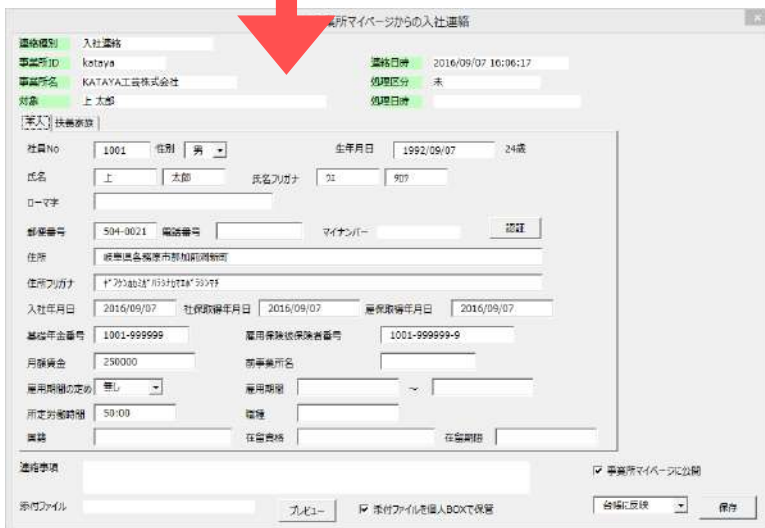 業所マイページからの入社連絡
連絡種別 入社連絡
事業所ID kataya 連絡日時 2016/09/07 16:06:17
事業所名 KATAYA工芸株式会社 処理区分 未
対象 上 太郎 処理日時
本人 扶養家族
社員No 1001 性別 男 生年月日 1992/09/07 24歳
氏名 上 太郎 氏名フリガナ ウエ タロウ
ローマ字
郵便番号 504-0021 電話番号 マイナンバー 認証
住所 岐阜県各務原市那加前洞新町
住所フリガナ
入社年月日 2016/09/07 社保取得年月日 2016/09/07 雇保取得年月日 2016/09/07
基礎年金番号 1001-999999 雇用保険被保険者番号 1001-999999-9
月額賃金 250000 前事業所名
雇用期間の定め 無し 雇用期間 ～
所定労働時間 50:00 職種
国籍 在留資格 在留期限
連絡事項 事業所マイページに公開
添付ファイル プレビュー 添付ファイルを個人BOXで保管 台帳に反映 保存